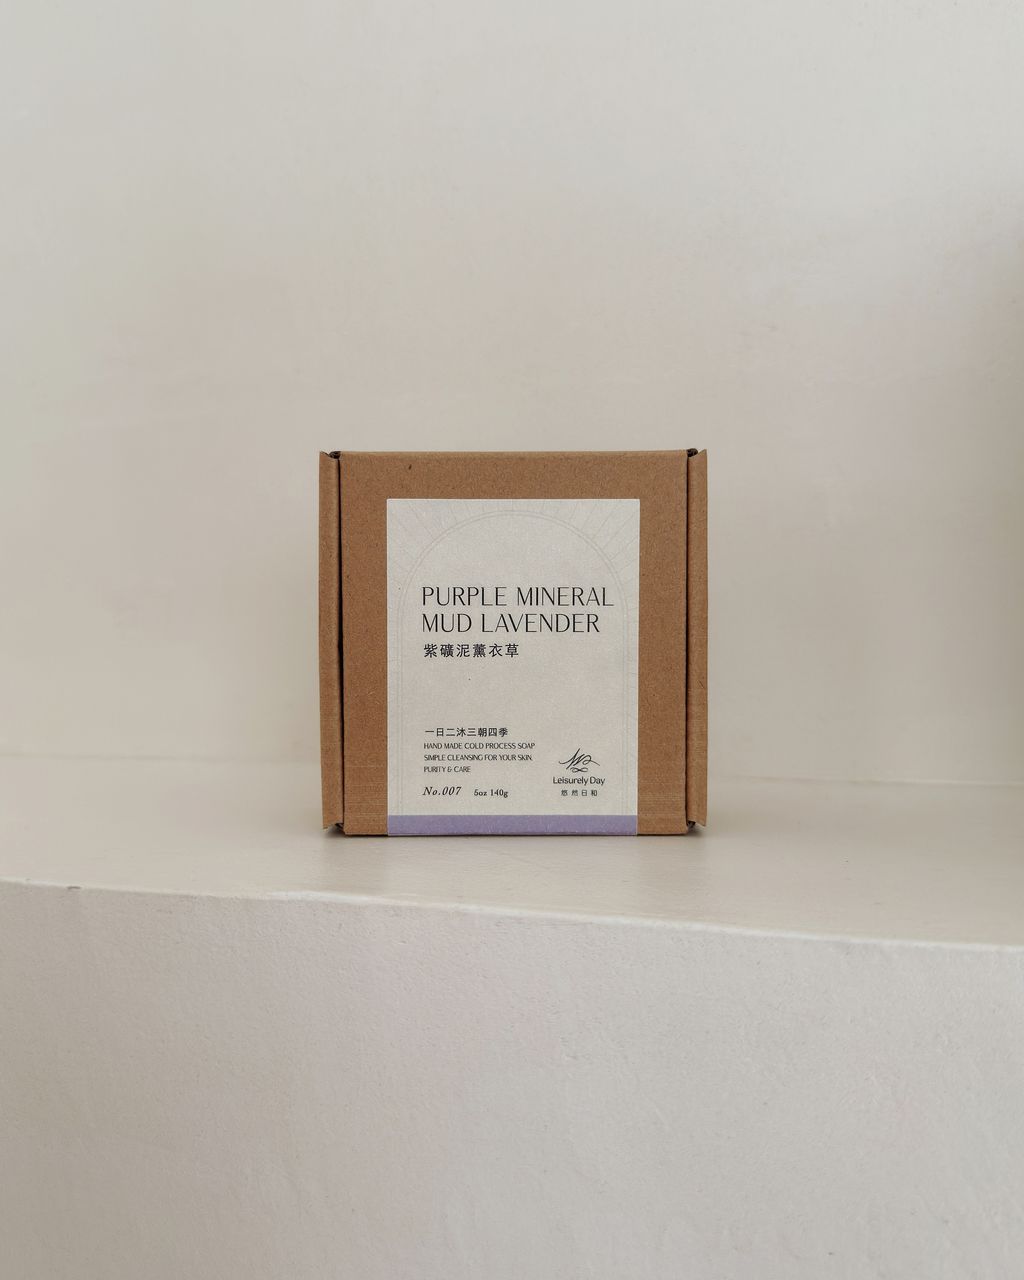 PURPLE MINERAL
MUD LAVENDER
紫礦泥薰衣草
一日二沐三朝四季
HAND MADE COLD PROCESS SOAP
SIMPLE CLEANSING FOR YOUR SKIN,
PURITY & CARE
No.007 5oz 140g
Leisurely Day
悠然日和